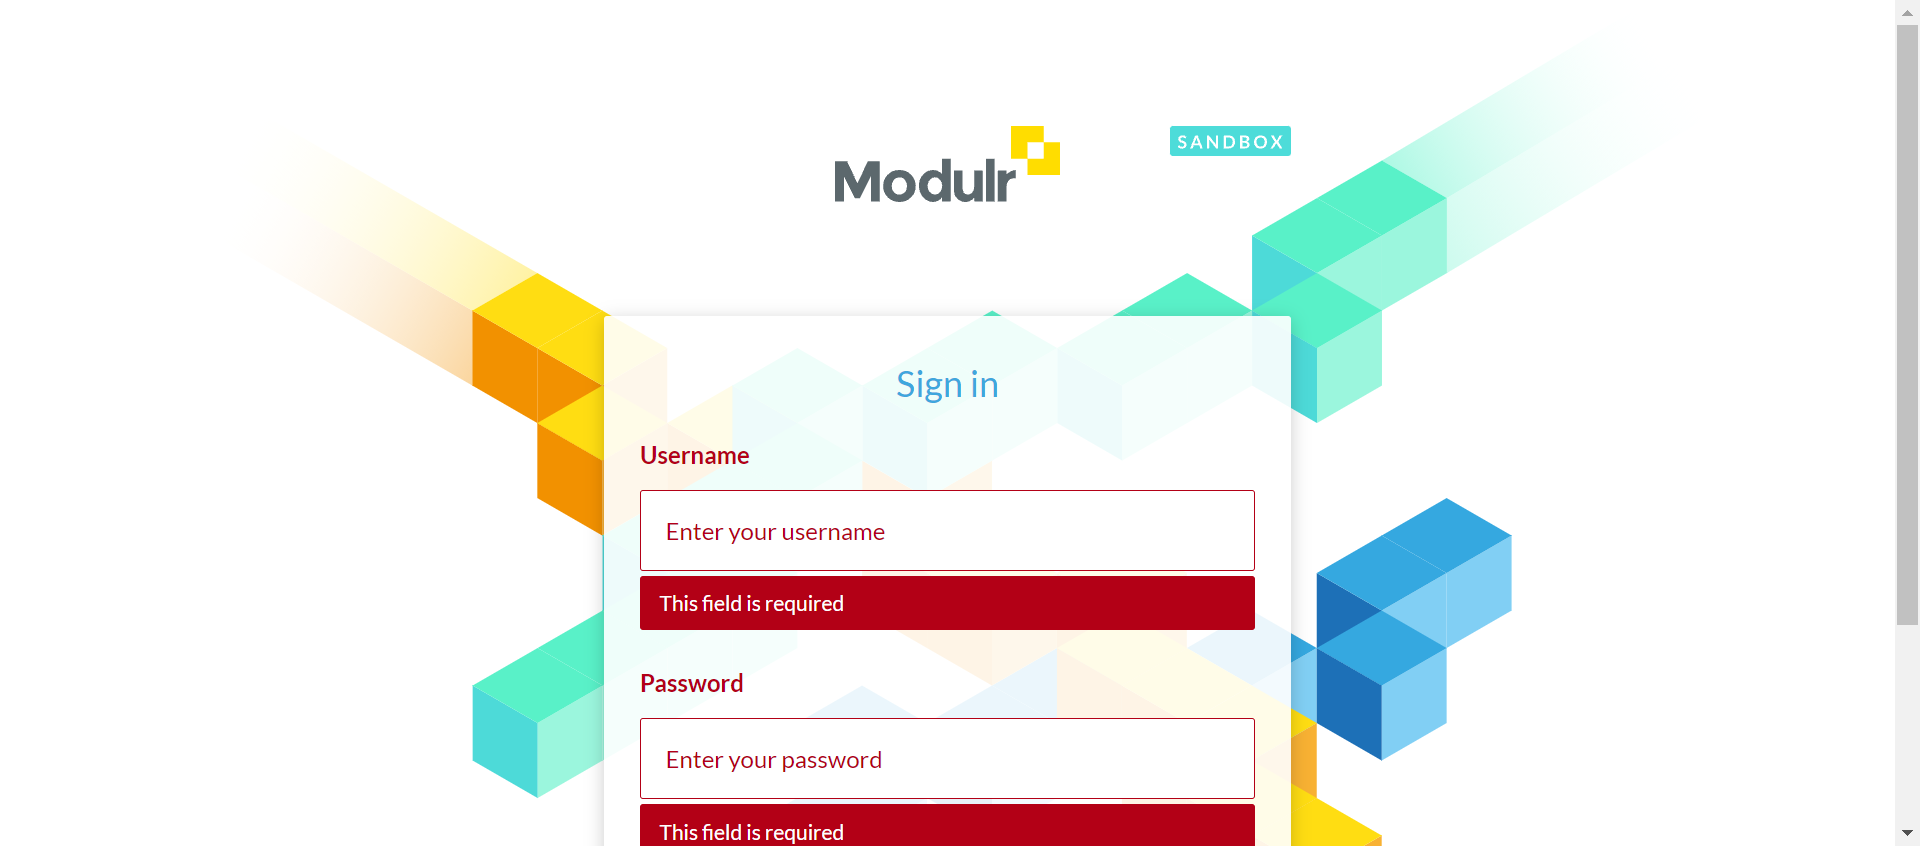 Modulr
SANDBOX
Sign in
Username
Enter your username
This field is required
Password
Enter your password
This field is required